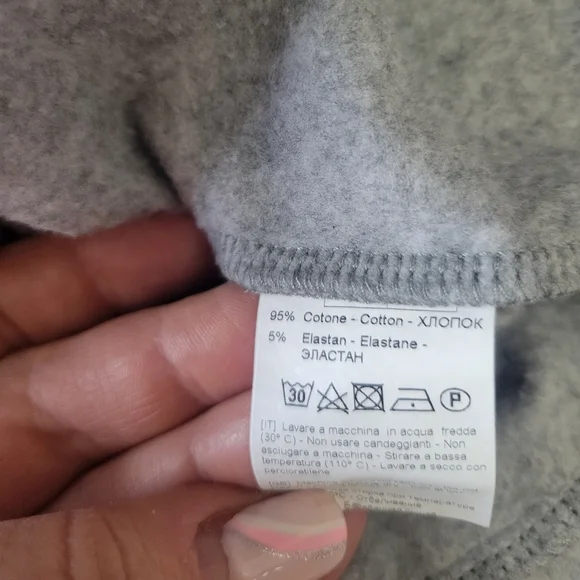 95% Cotone - Cotton - ХЛОПОК
5% Elastan - Elastane -
ЭЛАСТАН
30 P
[IT] Lavare a macchina in acqua fredda
(30° C) - Non usare candeggianti - Non
asciugare a macchina - Stirare a bassa
temperatura (110° C) - Lavare a secco con
percloroetilene